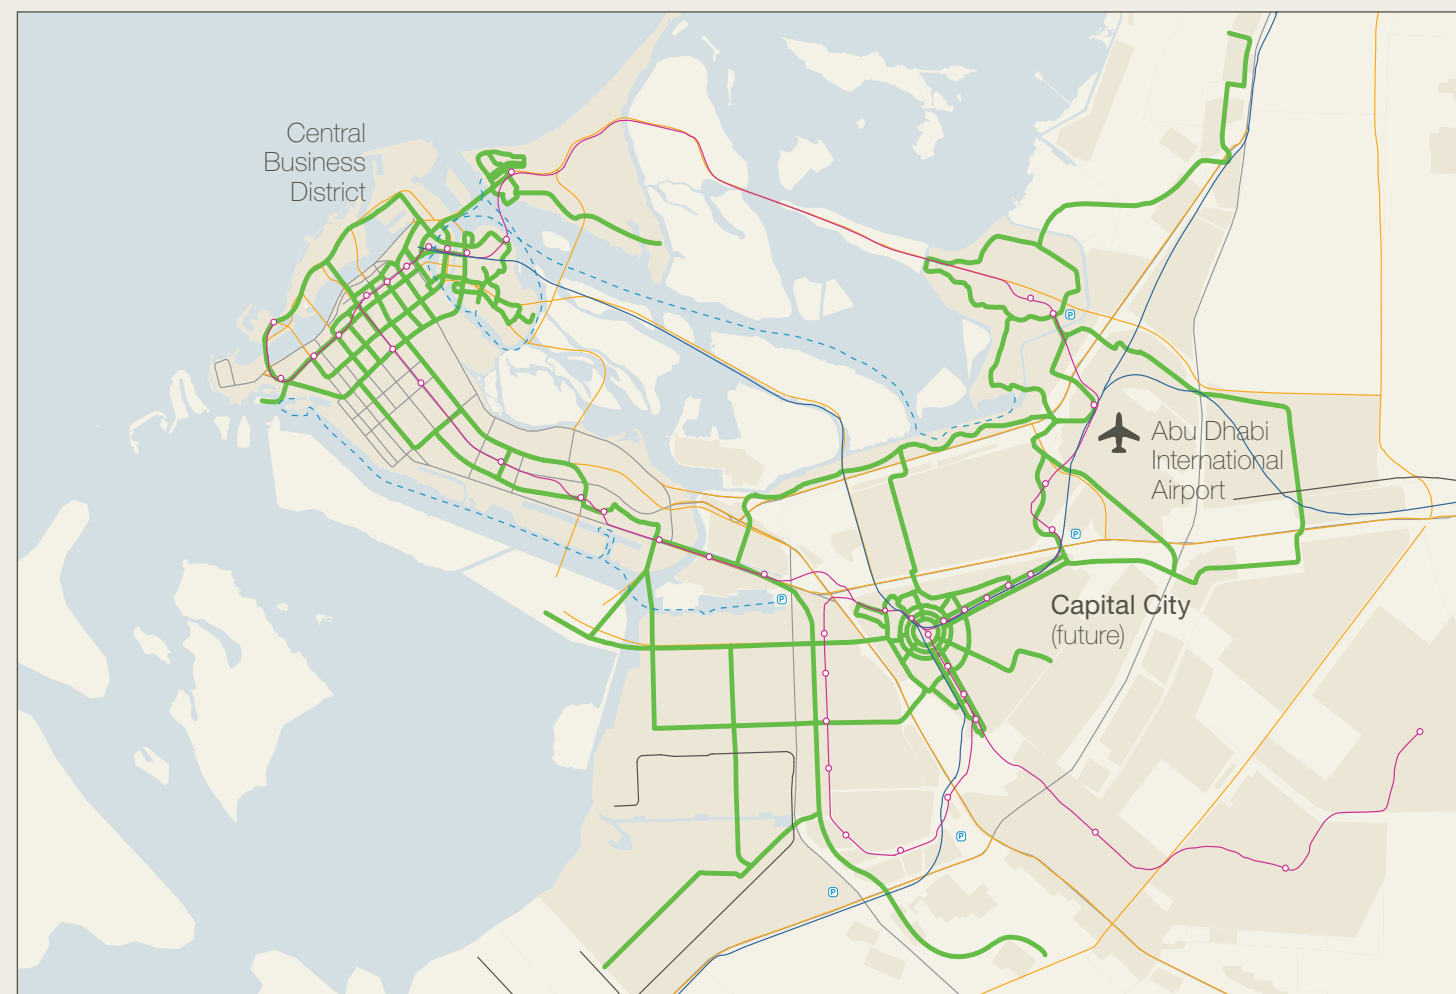 Central
Business
District
P
Abu Dhabi
International
Airport
P
P
Capital City
(future)
P
P